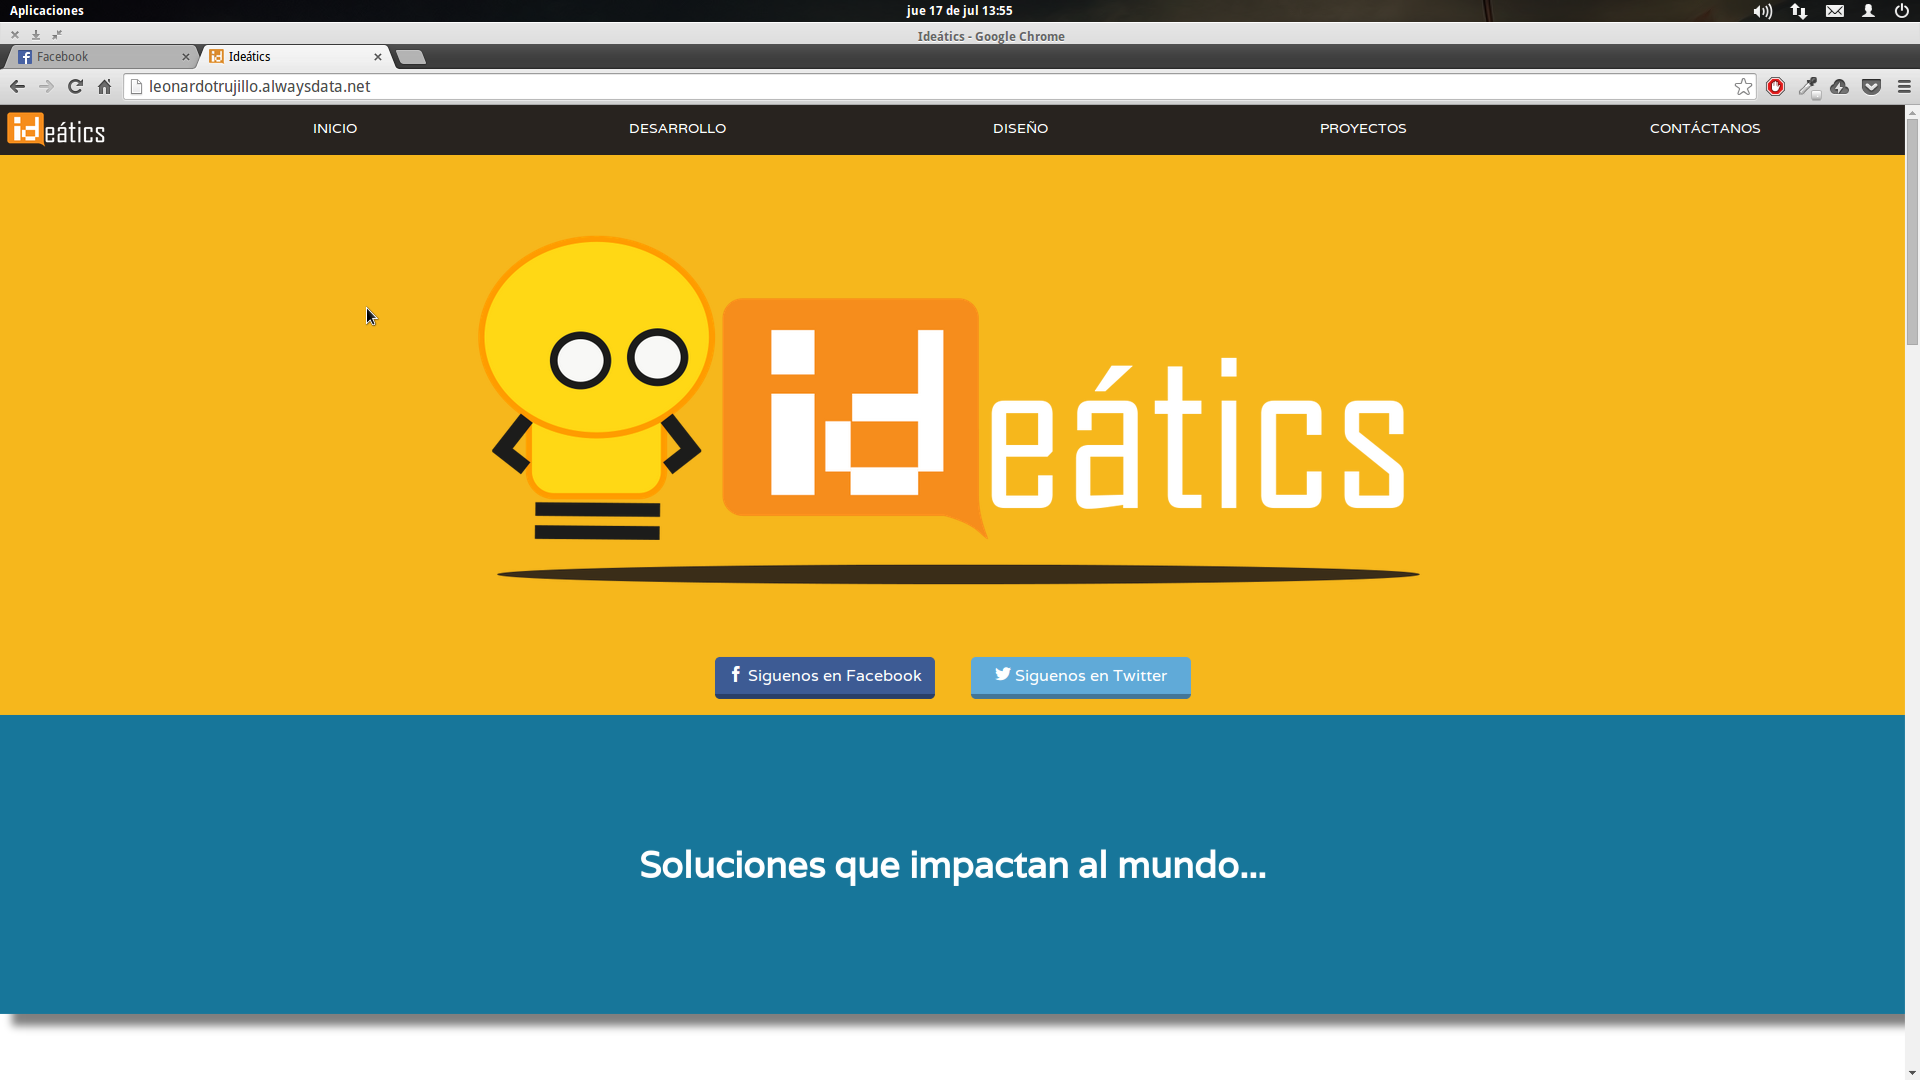 Aplicaciones
jue 17 de jul 13:55
Ideátics - Google Chrome
Facebook
Ideátics
leonardotrujillo.alwaysdata.net
ideátics
INICIO
DESARROLLO
DISEÑO
PROYECTOS
CONTÁCTANOS
ideátics
Siguenos en Facebook
Siguenos en Twitter
Soluciones que impactan al mundo...